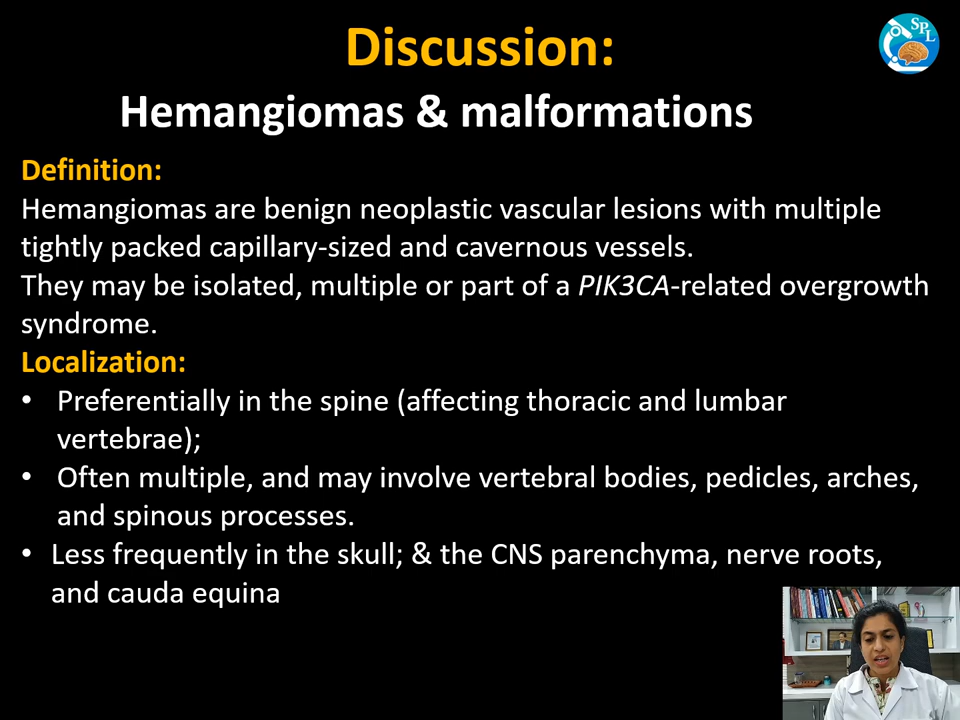 Discussion:
SPL
Hemangiomas & malformations
Definition:
Hemangiomas are benign neoplastic vascular lesions with multiple
tightly packed capillary-sized and cavernous vessels.
They may be isolated, multiple or part of a PIK3CA-related overgrowth
syndrome.
Localization:
• Preferentially in the spine (affecting thoracic and lumbar
vertebrae);
• Often multiple, and may involve vertebral bodies, pedicles, arches,
and spinous processes.
• Less frequently in the skull; & the CNS parenchyma, nerve roots,
and cauda equina